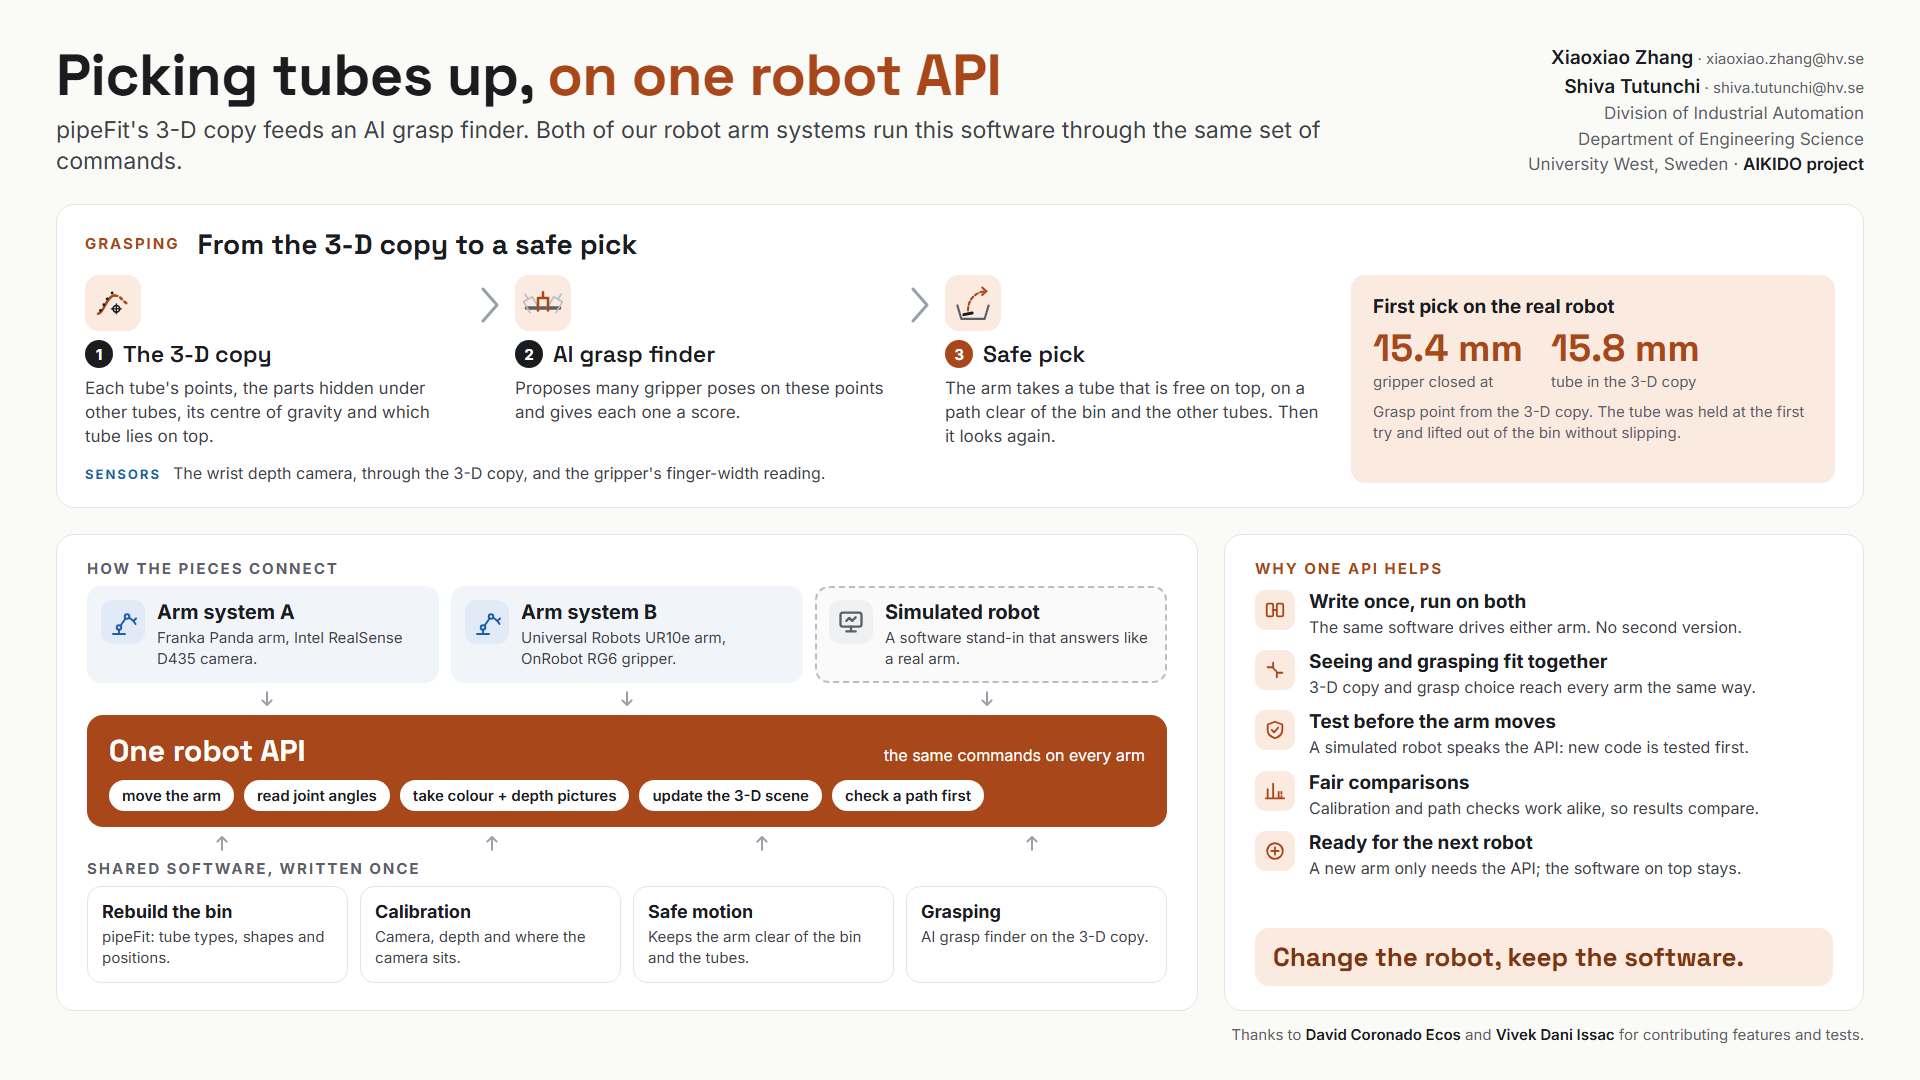 Picking tubes up, on one robot API
pipeFit's 3-D copy feeds an AI grasp finder. Both of our robot arm systems run this software through the same set of
commands.
Xiaoxiao Zhang · xiaoxiao.zhang@hv.se
Shiva Tutunchi · shiva.tutunchi@hv.se
Division of Industrial Automation
Department of Engineering Science
University West, Sweden · AIKIDO project
GRASPING From the 3-D copy to a safe pick
1 The 3-D copy
Each tube's points, the parts hidden under
other tubes, its centre of gravity and which
tube lies on top.
2 AI grasp finder
Proposes many gripper poses on these points
and gives each one a score.
3 Safe pick
The arm takes a tube that is free on top, on a
path clear of the bin and the other tubes. Then
it looks again.
SENSORS The wrist depth camera, through the 3-D copy, and the gripper's finger-width reading.
First pick on the real robot
15.4 mm 15.8 mm
gripper closed at tube in the 3-D copy
Grasp point from the 3-D copy. The tube was held at the first
try and lifted out of the bin without slipping.
HOW THE PIECES CONNECT
Arm system A
Franka Panda arm, Intel RealSense
D435 camera.
Arm system B
Universal Robots UR10e arm,
OnRobot RG6 gripper.
Simulated robot
A software stand-in that answers like
a real arm.
One robot API
the same commands on every arm
move the arm read joint angles take colour + depth pictures update the 3-D scene check a path first
SHARED SOFTWARE, WRITTEN ONCE
Rebuild the bin
pipeFit: tube types, shapes and
positions.
Calibration
Camera, depth and where the
camera sits.
Safe motion
Keeps the arm clear of the bin
and the tubes.
Grasping
AI grasp finder on the 3-D copy.
WHY ONE API HELPS
Write once, run on both
The same software drives either arm. No second version.
Seeing and grasping fit together
3-D copy and grasp choice reach every arm the same way.
Test before the arm moves
A simulated robot speaks the API: new code is tested first.
Fair comparisons
Calibration and path checks work alike, so results compare.
Ready for the next robot
A new arm only needs the API; the software on top stays.
Change the robot, keep the software.
Thanks to David Coronado Ecos and Vivek Dani Issac for contributing features and tests.